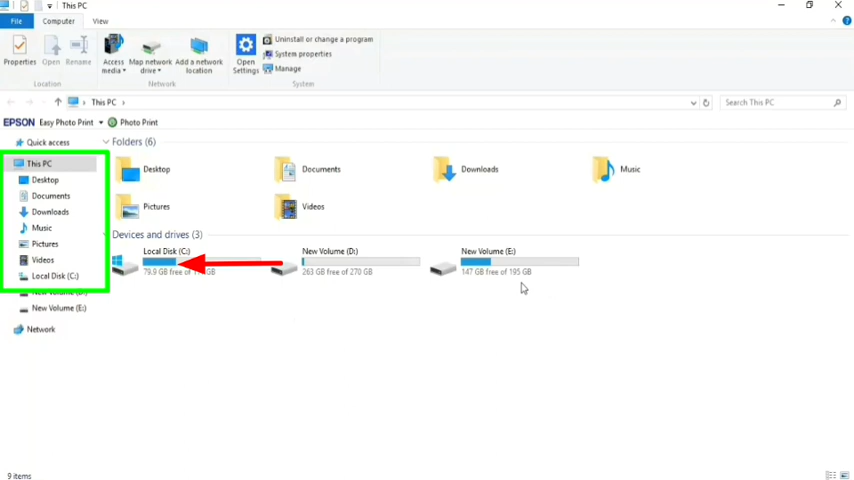 This PC
File Computer View
Properties Open Rename Access media Map network drive Add a network location Open Settings Uninstall or change a program
System properties
Manage
Location Network System
This PC Search This PC
EPSON Easy Photo Print Photo Print
Quick access
This PC
Desktop
Documents
Downloads
Music
Pictures
Videos
Local Disk (C:)
New Volume (E:)
Network
Folders (6)
Desktop Documents Downloads Music
Pictures Videos
Devices and drives (3)
Local Disk (C:) New Volume (D:) New Volume (E:)
79.9 GB free of GB 263 GB free of 270 GB 147 GB free of 195 GB
9 items